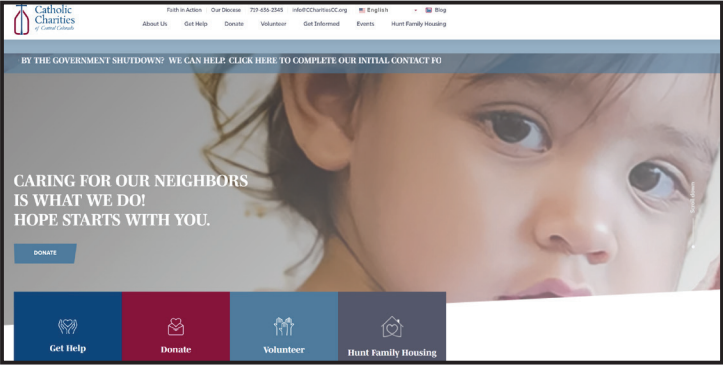 Catholic
Charities
of Central Colorado
Faith in Action Our Diocese 719-636-2345 info@CCharitiesCC.org English Blog
About Us Get Help Donate Volunteer Get Informed Events Hunt Family Housing
BY THE GOVERNMENT SHUTDOWN? WE CAN HELP. CLICK HERE TO COMPLETE OUR INITIAL CONTACT FO
CARING FOR OUR NEIGHBORS
IS WHAT WE DO!
HOPE STARTS WITH YOU.
DONATE
Get Help Donate Volunteer Hunt Family Housing